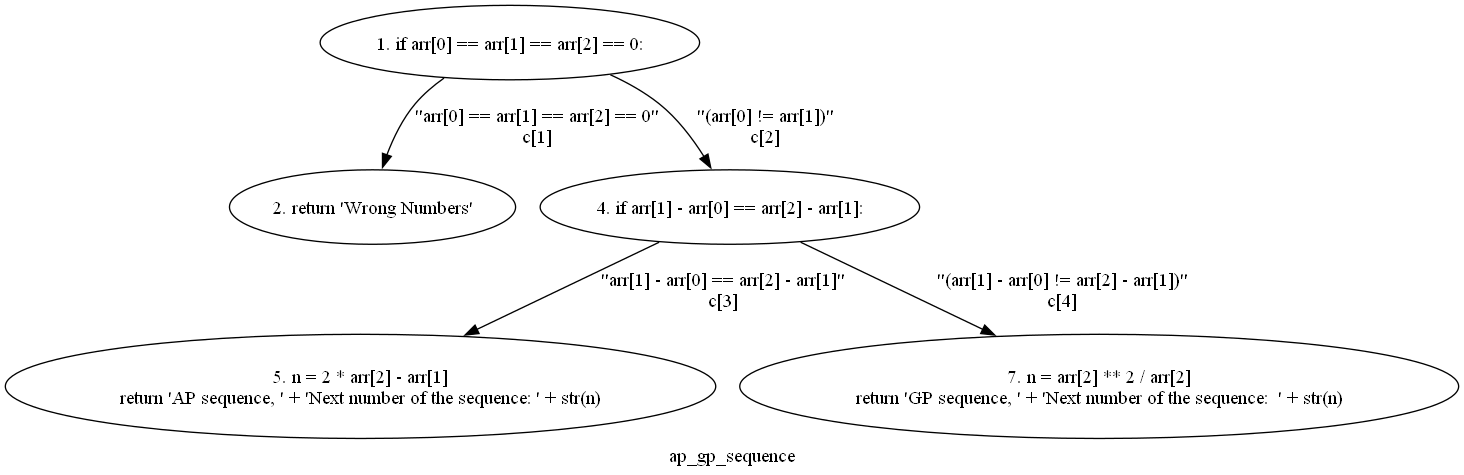 1. if arr[0] == arr[1] == arr[2] == 0:
"arr[0] == arr[1] == arr[2] == 0"
c[1]
"(arr[0] != arr[1])"
c[2]
2. return 'Wrong Numbers'
4. if arr[1] - arr[0] == arr[2] - arr[1]:
"arr[1] - arr[0] == arr[2] - arr[1]"
c[3]
"(arr[1] - arr[0] != arr[2] - arr[1])"
c[4]
5. n = 2 * arr[2] - arr[1]
return 'AP sequence, ' + 'Next number of the sequence: ' + str(n)
7. n = arr[2] ** 2 / arr[2]
return 'GP sequence, ' + 'Next number of the sequence:  ' + str(n)
ap_gp_sequence